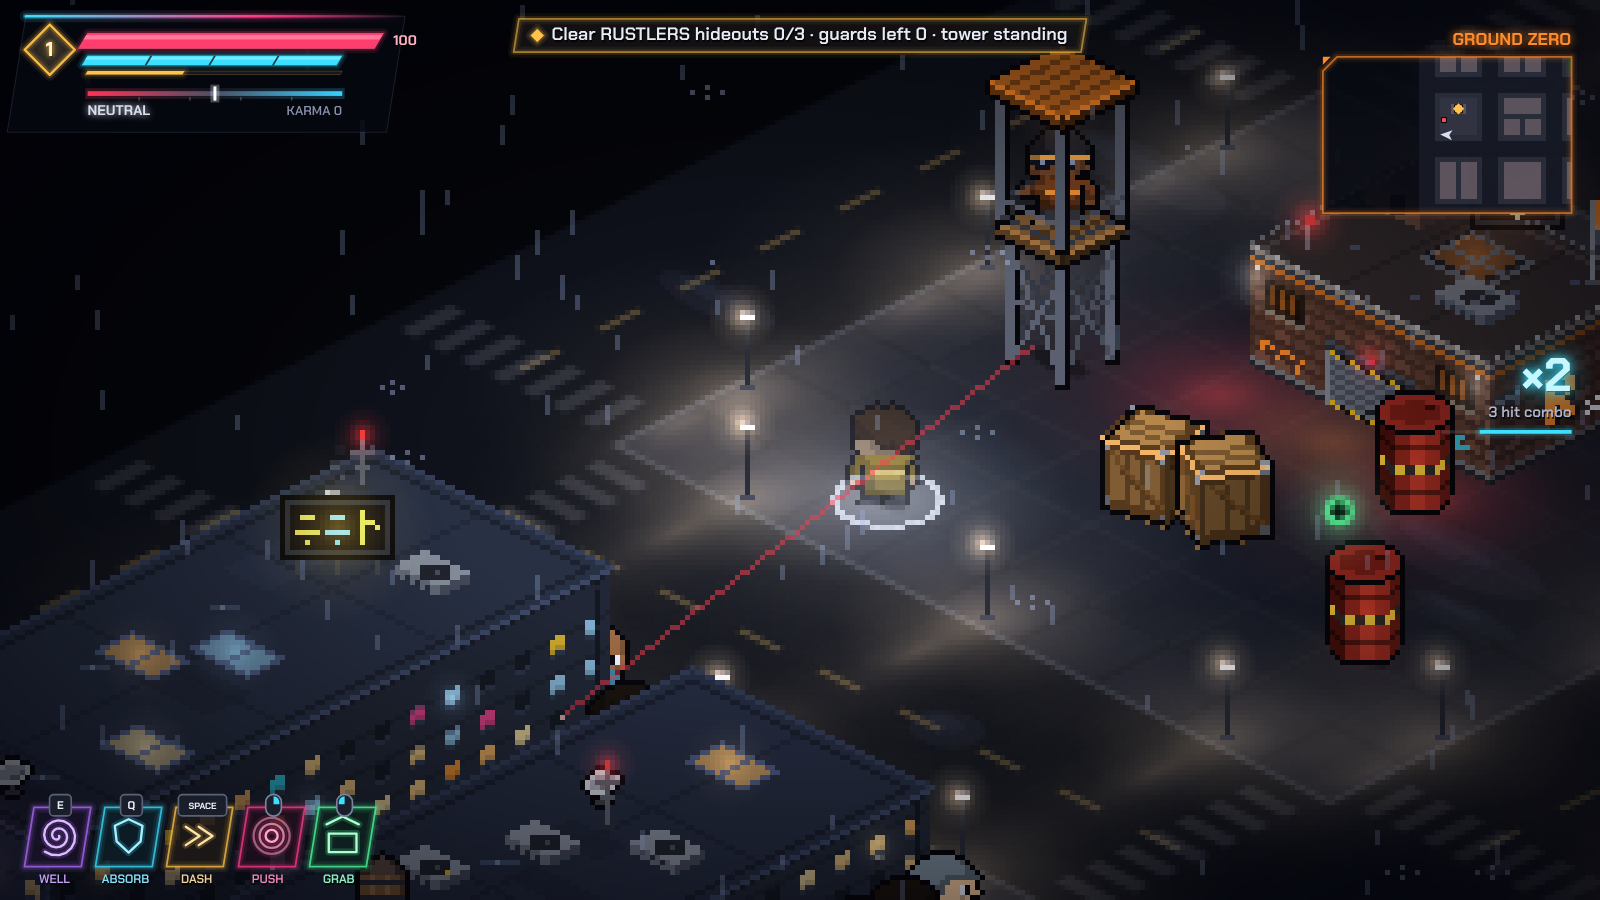 1
100
NEUTRAL
KARMA 0
Clear RUSTLERS hideouts 0/3 · guards left 0 · tower standing
GROUND ZERO
×2
3 hit combo
E
Q
SPACE
WELL
ABSORB
DASH
PUSH
GRAB